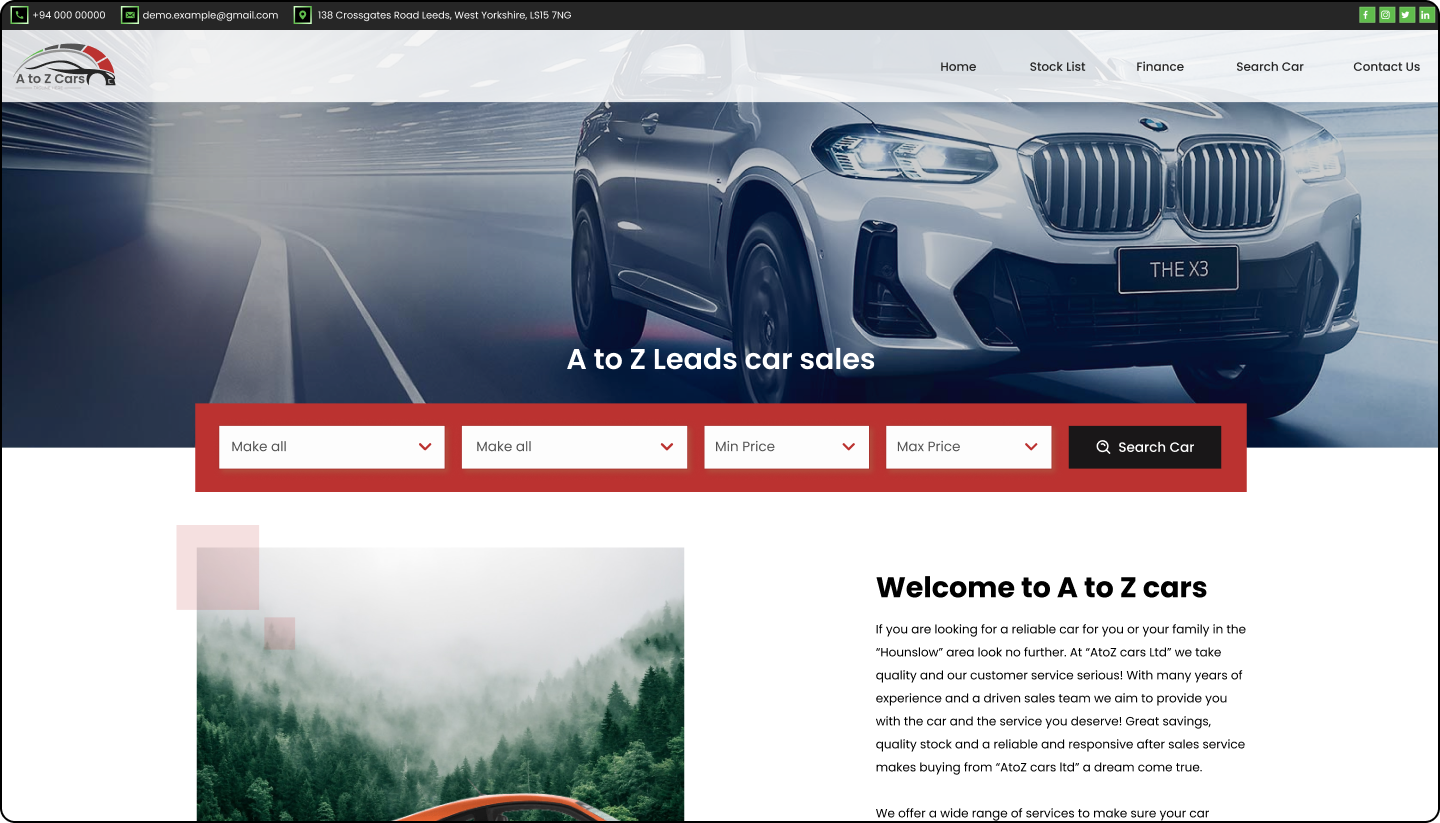 +94 000 00000
demo.example@gmail.com
138 Crossgates Road Leeds, West Yorkshire, LS15 7NG
A to Z Cars
Home
Stock List
Finance
Search Car
Contact Us
THE X3
A to Z Leads car sales
Make all
Make all
Min Price
Max Price
Search Car
Welcome to A to Z cars
If you are looking for a reliable car for you or your family in the
“Hounslow” area look no further. At “AtoZ cars Ltd” we take
quality and our customer service serious! With many years of
experience and a driven sales team we aim to provide you
with the car and the service you deserve! Great savings,
quality stock and a reliable and responsive after sales service
makes buying from “AtoZ cars ltd” a dream come true.
We offer a wide range of services to make sure your car